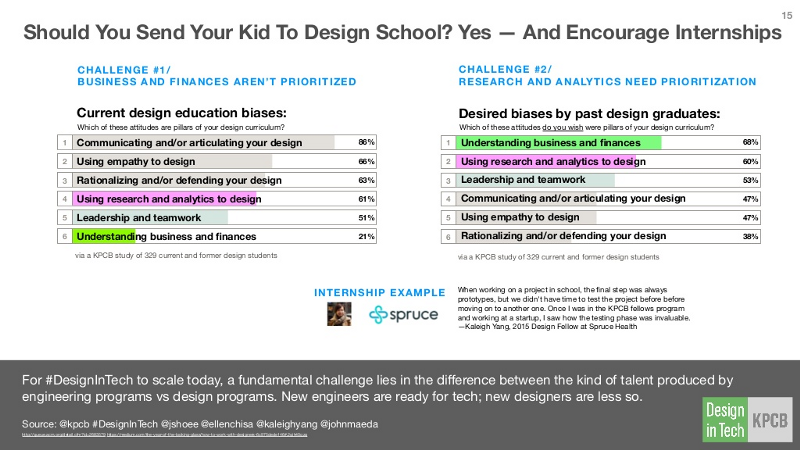 15
Should You Send Your Kid To Design School? Yes — And Encourage Internships
CHALLENGE #1/
BUSINESS AND FINANCES AREN'T PRIORITIZED
Current design education biases:
Which of these attitudes are pillars of your design curriculum?
1 Communicating and/or articulating your design 86%
2 Using empathy to design 66%
3 Rationalizing and/or defending your design 63%
4 Using research and analytics to design 61%
5 Leadership and teamwork 51%
6 Understanding business and finances 21%
via a KPCB study of 329 current and former design students
CHALLENGE #2/
RESEARCH AND ANALYTICS NEED PRIORITIZATION
Desired biases by past design graduates:
Which of these attitudes do you wish were pillars of your design curriculum?
1 Understanding business and finances 68%
2 Using research and analytics to design 60%
3 Leadership and teamwork 53%
4 Communicating and/or articulating your design 47%
5 Using empathy to design 47%
6 Rationalizing and/or defending your design 38%
via a KPCB study of 329 current and former design students
INTERNSHIP EXAMPLE
spruce
When working on a project in school, the final step was always
prototypes, but we didn't have time to test the project before before
moving on to another one. Once I was in the KPCB fellows program
and working at a startup, I saw how the testing phase was invaluable.
—Kaleigh Yang, 2015 Design Fellow at Spruce Health
For #DesignInTech to scale today, a fundamental challenge lies in the difference between the kind of talent produced by
engineering programs vs design programs. New engineers are ready for tech; new designers are less so.
Source: @kpcb #DesignInTech @jshoee @ellenchisa @kaleighyang @johnmaeda
Design
in Tech
KPCB